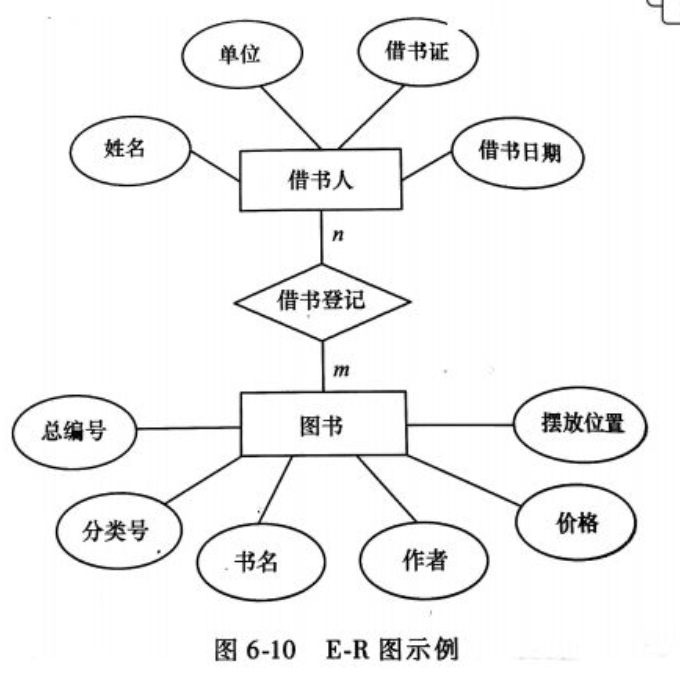 单位
借书证
姓名
借书人
借书日期
n
借书登记
m
总编号
图书
摆放位置
分类号
书名
作者
价格
图 6-10 E-R 图示例